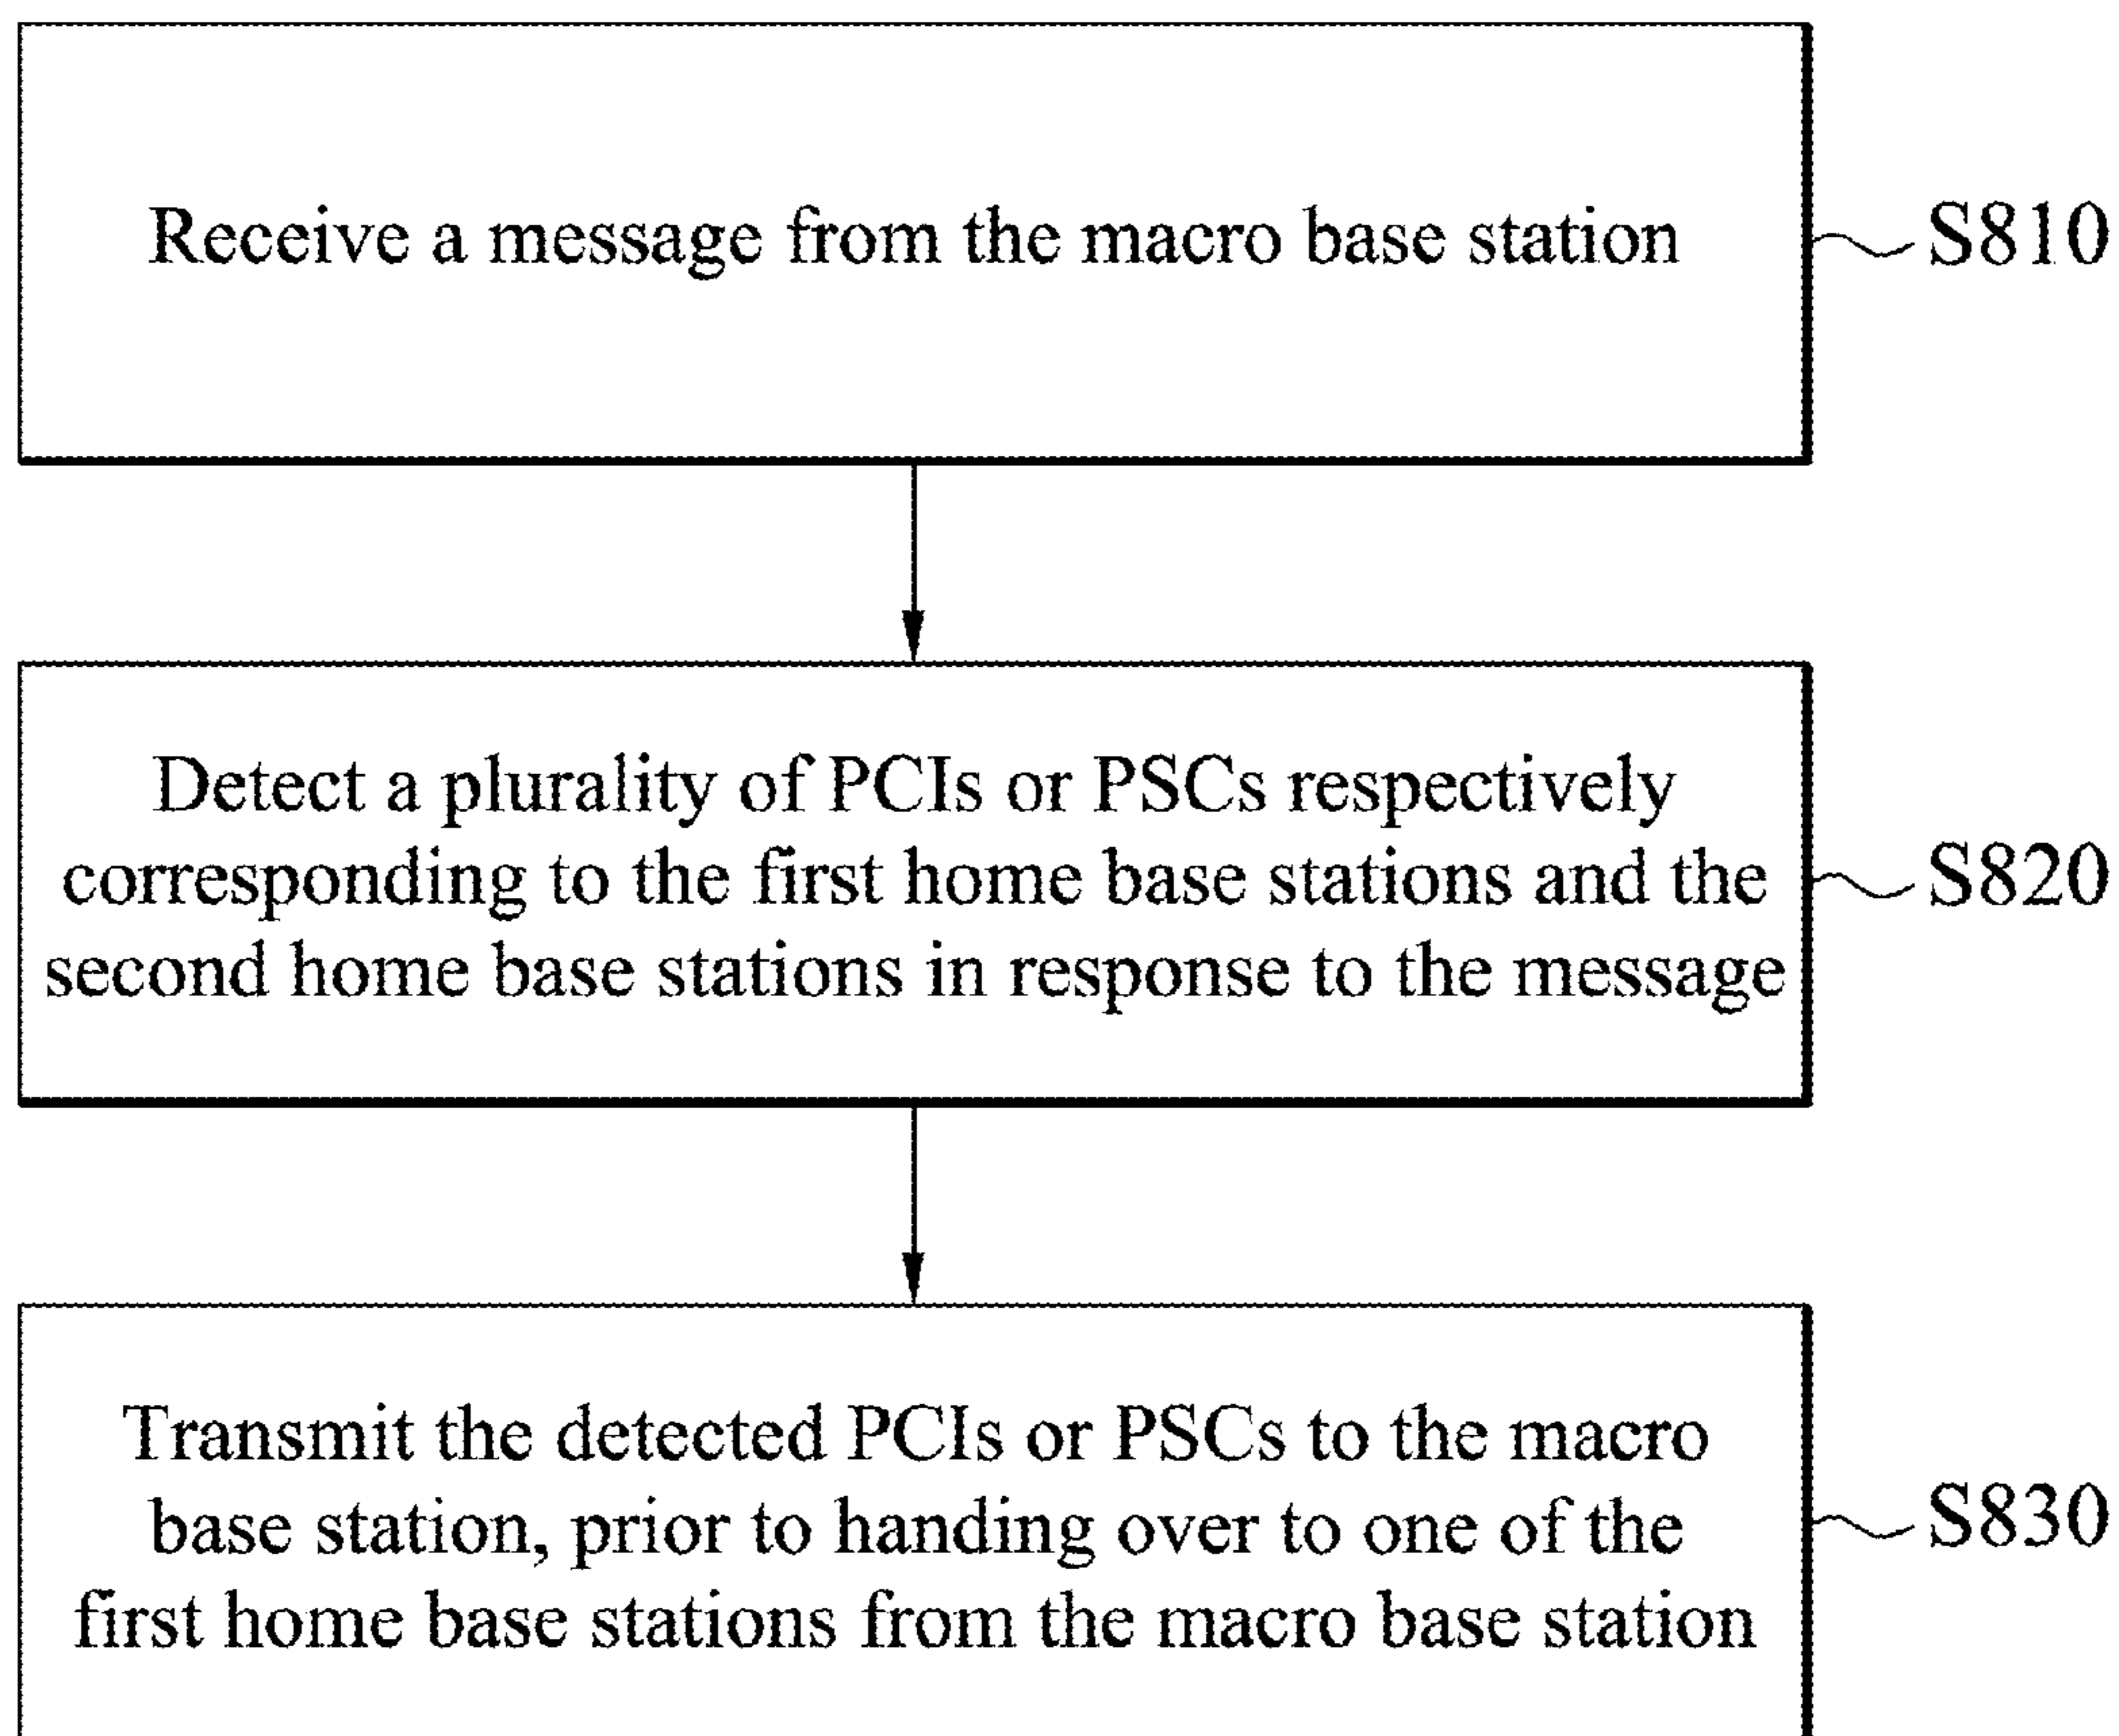 Receive a message from the macro base station
S810
Detect a plurality of PCIs or PSCs respectively
corresponding to the first home base stations and the
second home base stations in response to the message
S820
Transmit the detected PCIs or PSCs to the macro
base station, prior to handing over to one of the
first home base stations from the macro base station
S830